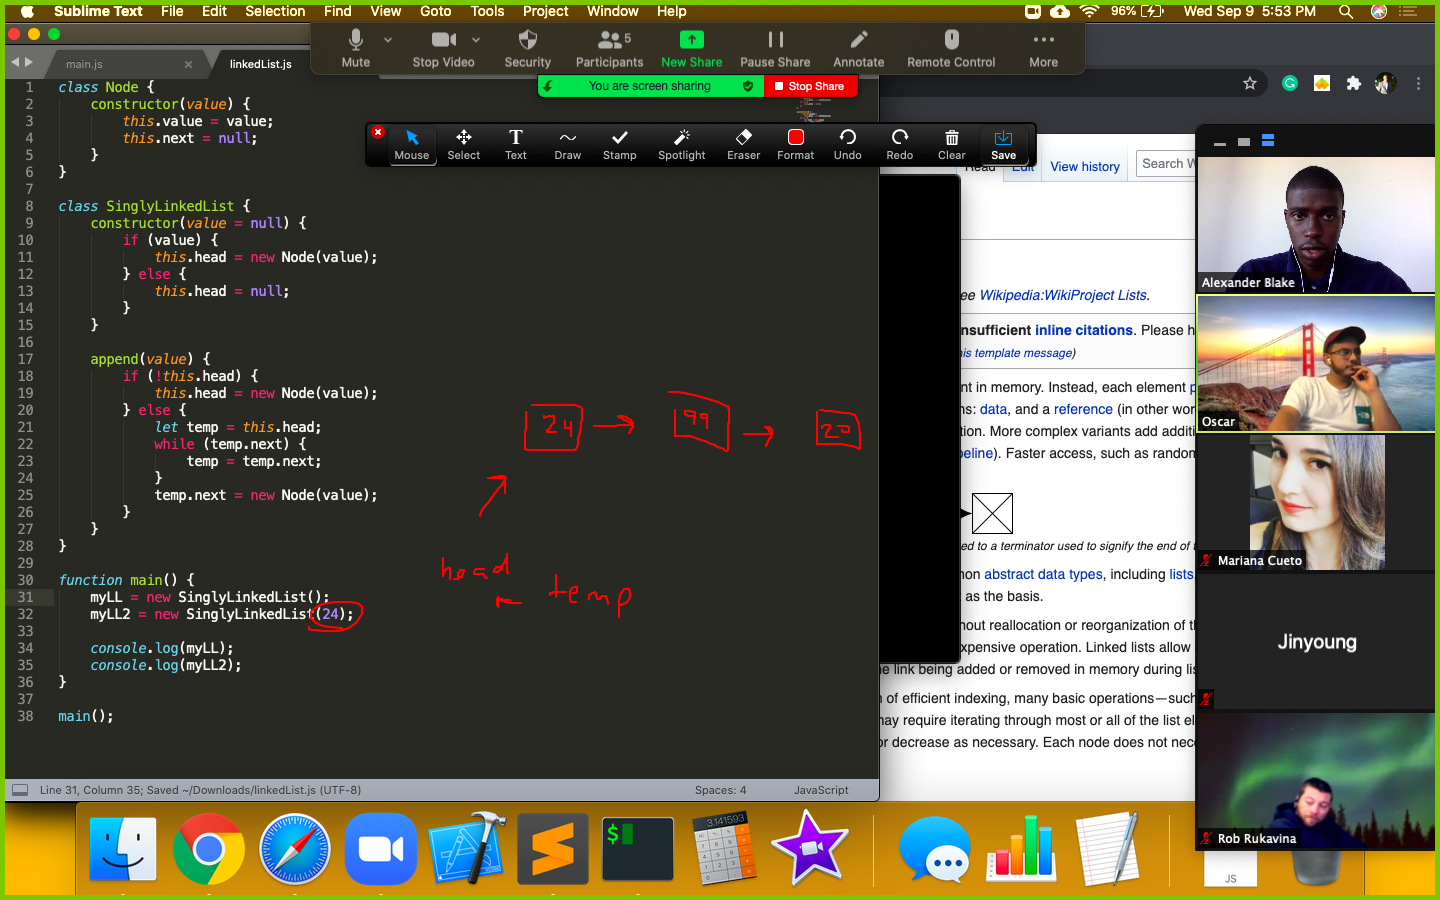 Sublime Text File Edit Selection Find View Goto Tools Project Window Help 96% Wed Sep 9 5:53 PM
main.js × linkedList.js
Mute Stop Video Security 5 Participants New Share Pause Share Annotate Remote Control More
You are screen sharing Stop Share
Mouse Select Text Draw Stamp Spotlight Eraser Format Undo Redo Clear Save
1 class Node {
2 constructor(value) {
3 this.value = value;
4 this.next = null;
5 }
6 }
7
8 class SinglyLinkedList {
9 constructor(value = null) {
10 if (value) {
11 this.head = new Node(value);
12 } else {
13 this.head = null;
14 }
15 }
16
17 append(value) {
18 if (!this.head) {
19 this.head = new Node(value);
20 } else {
21 let temp = this.head;
22 while (temp.next) {
23 temp = temp.next;
24 }
25 temp.next = new Node(value);
26 }
27 }
28 }
29
30 function main() {
31 myLL = new SinglyLinkedList();
32 myLL2 = new SinglyLinkedList(24);
33
34 console.log(myLL);
35 console.log(myLL2);
36 }
37
38 main();
24 99 20
head
temp
Line 31, Column 35; Saved ~/Downloads/linkedList.js (UTF-8) Spaces: 4 JavaScript
Read Edit View history Search W
ee Wikipedia:WikiProject Lists.
nsufficient inline citations. Please h
his template message)
nt in memory. Instead, each element p
ns: data, and a reference (in other wor
tion. More complex variants add additi
peline). Faster access, such as random
ed to a terminator used to signify the end of t
non abstract data types, including lists
as the basis.
hout reallocation or reorganization of th
xpensive operation. Linked lists allow
e link being added or removed in memory during lis
n of efficient indexing, many basic operations—such
may require iterating through most or all of the list ele
or decrease as necessary. Each node does not nece
Alexander Blake
Oscar
Mariana Cueto
Jinyoung
Rob Rukavina
$
3.141593
JS